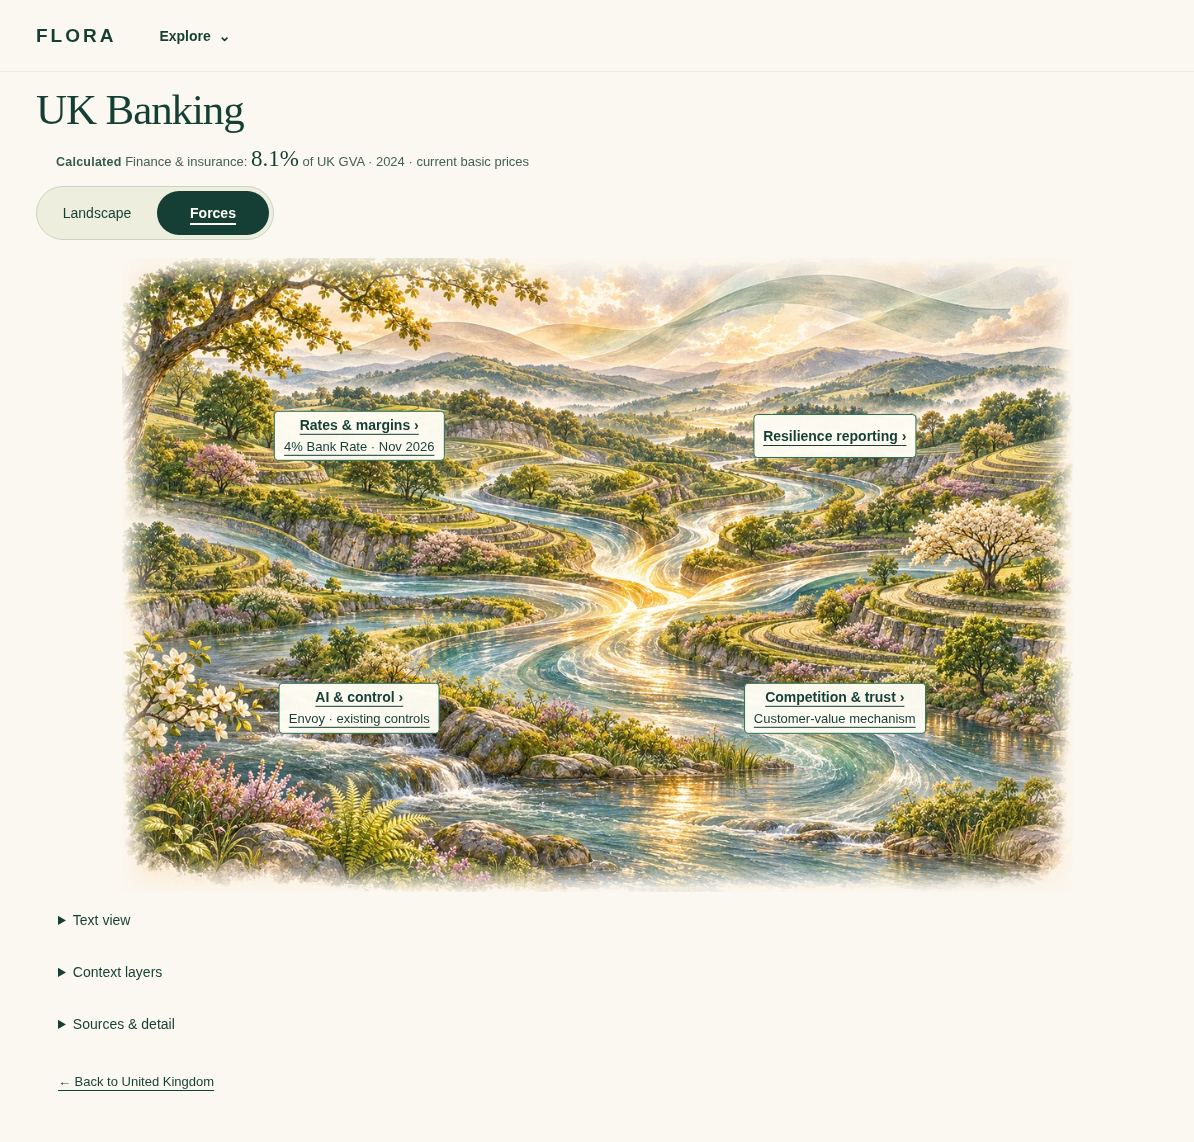 FLORA
Explore ⌄
UK Banking
Calculated Finance & insurance: 8.1% of UK GVA · 2024 · current basic prices
Landscape
Forces
Rates & margins ›
4% Bank Rate · Nov 2026
Resilience reporting ›
AI & control ›
Envoy · existing controls
Competition & trust ›
Customer-value mechanism
▶ Text view
▶ Context layers
▶ Sources & detail
← Back to United Kingdom